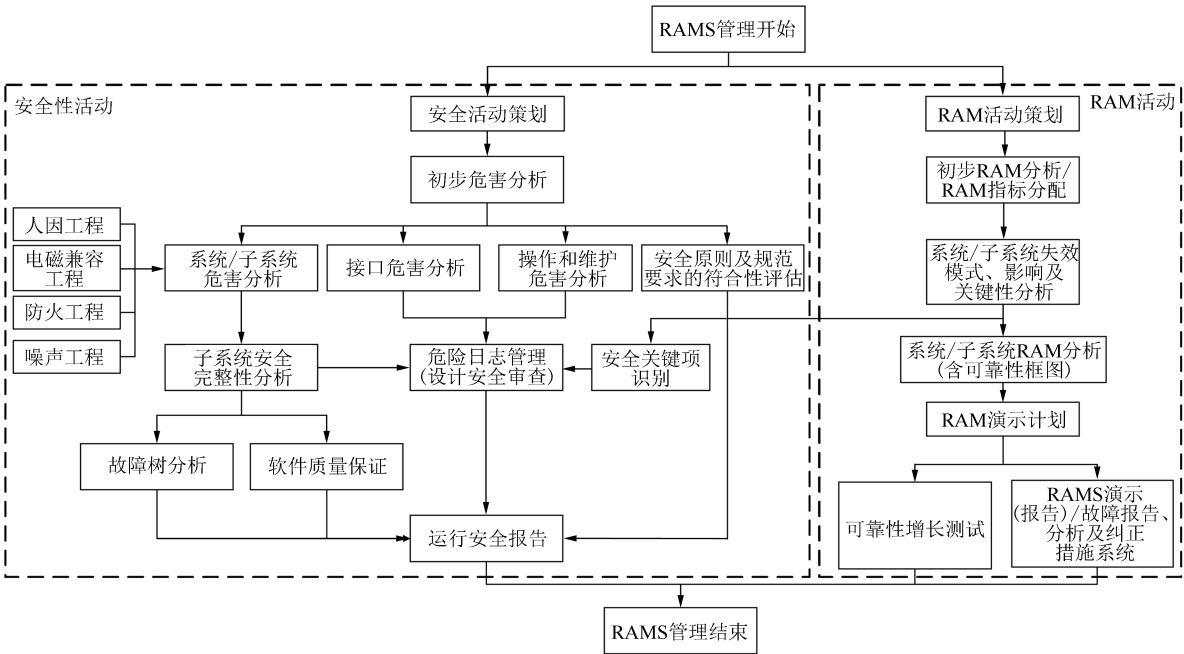 RAMS管理开始
安全性活动
安全活动策划
初步危害分析
人因工程
电磁兼容
工程
防火工程
噪声工程
系统/子系统
危害分析
接口危害分析
操作和维护
危害分析
安全原则及规范
要求的符合性评估
子系统安全
完整性分析
危险日志管理
(设计安全审查)
安全关键项
识别
故障树分析
软件质量保证
运行安全报告
RAM活动
RAM活动策划
初步RAM分析/
RAM指标分配
系统/子系统失效
模式、影响及
关键性分析
系统/子系统RAM分析
(含可靠性框图)
RAM演示计划
可靠性增长测试
RAMS演示
(报告)/故障报告、
分析及纠正
措施系统
RAMS管理结束